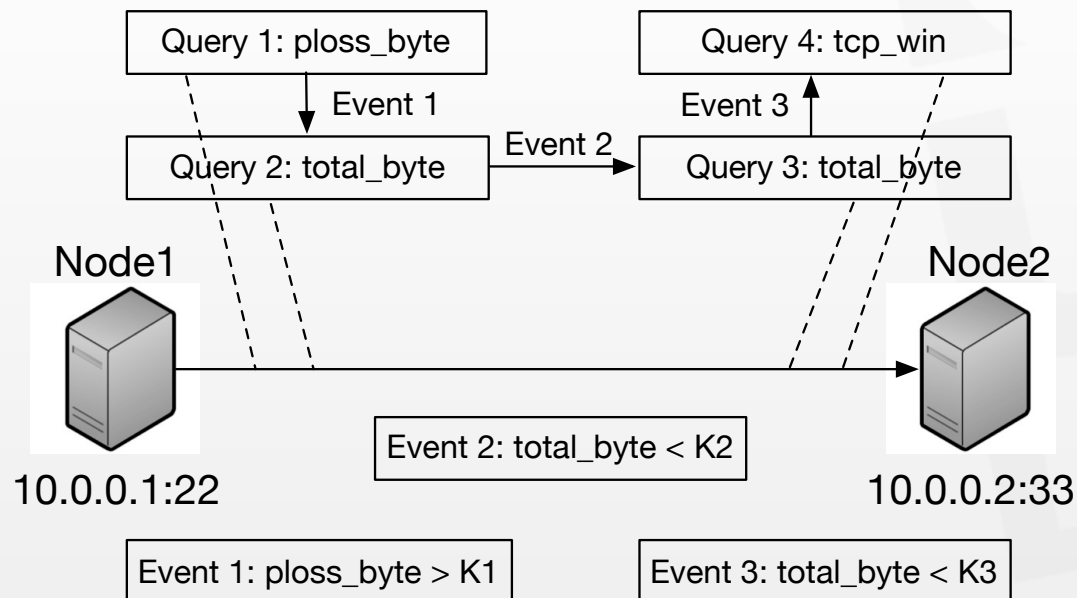 Query 1: ploss_byte
Query 4: tcp_win
Event 1
Event 3
Query 2: total_byte
Event 2
Query 3: total_byte
Node1
Node2
Event 2: total_byte < K2
10.0.0.1:22
10.0.0.2:33
Event 1: ploss_byte > K1
Event 3: total_byte < K3